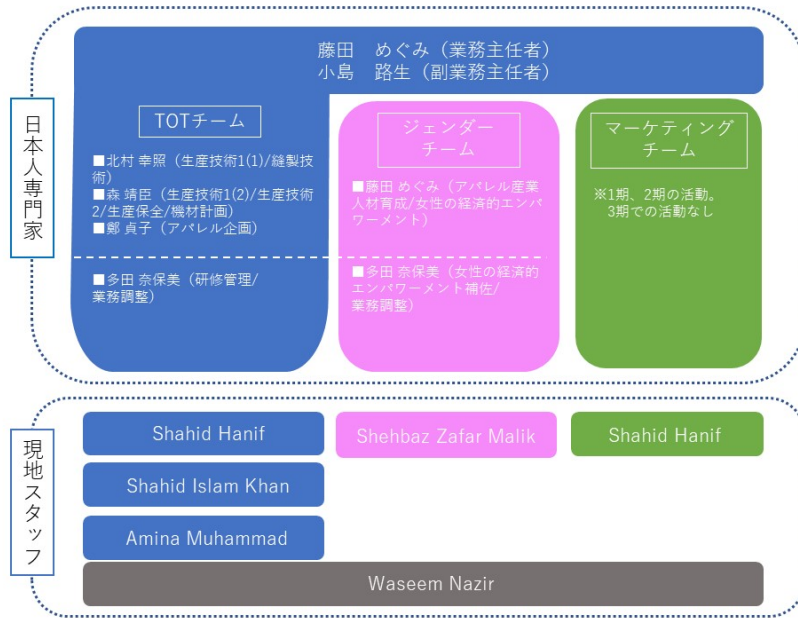 藤田　めぐみ（業務主任者）
小島　路生（副業務主任者）
日本人専門家
TOTチーム
■北村 幸照（生産技術1(1)/縫製技
術）
■森 靖臣（生産技術1(2)/生産技術
2/生産保全/機材計画）
■鄭 貞子（アパレル企画）
■多田 奈保美（研修管理/
業務調整）
ジェンダー
チーム
■藤田 めぐみ（アパレル産業
人材育成/女性の経済的エンパ
ワーメント）
■多田 奈保美（女性の経済的
エンパワーメント補佐/
業務調整）
マーケティング
チーム
※1期、2期の活動。
3期での活動なし
現地スタッフ
Shahid Hanif
Shehbaz Zafar Malik
Shahid Hanif
Shahid Islam Khan
Amina Muhammad
Waseem Nazir